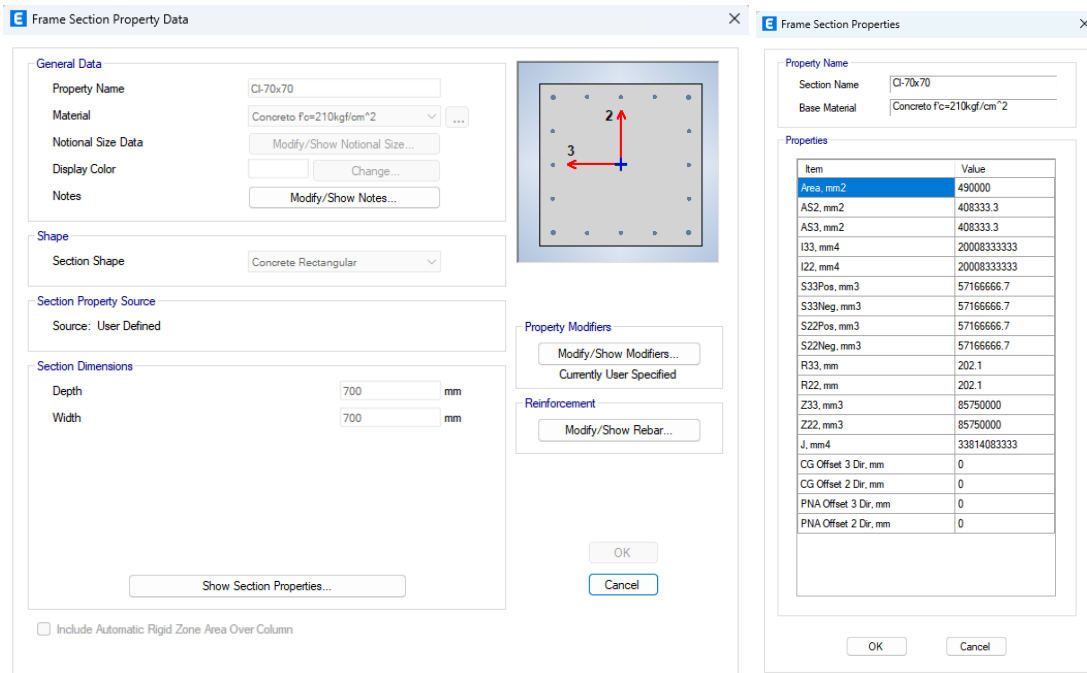 E Frame Section Property Data
General Data
Property Name CI-70x70
Material Concreto f'c=210kgf/cm^2 ...
Notional Size Data Modify/Show Notional Size...
Display Color Change...
Notes Modify/Show Notes...
2
3
Shape
Section Shape Concrete Rectangular
Section Property Source
Source: User Defined
Section Dimensions
Depth 700 mm
Width 700 mm
Show Section Properties...
Include Automatic Rigid Zone Area Over Column
Property Modifiers
Modify/Show Modifiers...
Currently User Specified
Reinforcement
Modify/Show Rebar...
OK
Cancel
E Frame Section Properties
Property Name
Section Name CI-70x70
Base Material Concreto f'c=210kgf/cm^2
Properties
Item Value
Area, mm2 490000
AS2, mm2 408333.3
AS3, mm2 408333.3
I33, mm4 20008333333
I22, mm4 20008333333
S33Pos, mm3 57166666.7
S33Neg, mm3 57166666.7
S22Pos, mm3 57166666.7
S22Neg, mm3 57166666.7
R33, mm 202.1
R22, mm 202.1
Z33, mm3 85750000
Z22, mm3 85750000
J, mm4 33814083333
CG Offset 3 Dir, mm 0
CG Offset 2 Dir, mm 0
PNA Offset 3 Dir, mm 0
PNA Offset 2 Dir, mm 0
OK Cancel